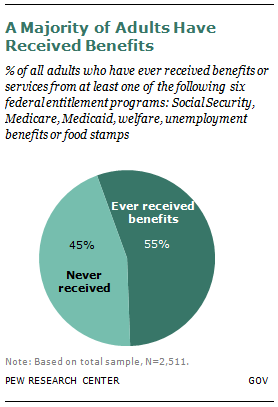 A Majority of Adults Have
Received Benefits
% of all adults who have ever received benefits or
services from at least one of the following six
federal entitlement programs: Social Security,
Medicare, Medicaid, welfare, unemployment
benefits or food stamps
Ever received
benefits
55%
45%
Never
received
Note: Based on total sample, N=2,511.
PEW RESEARCH CENTER GOV